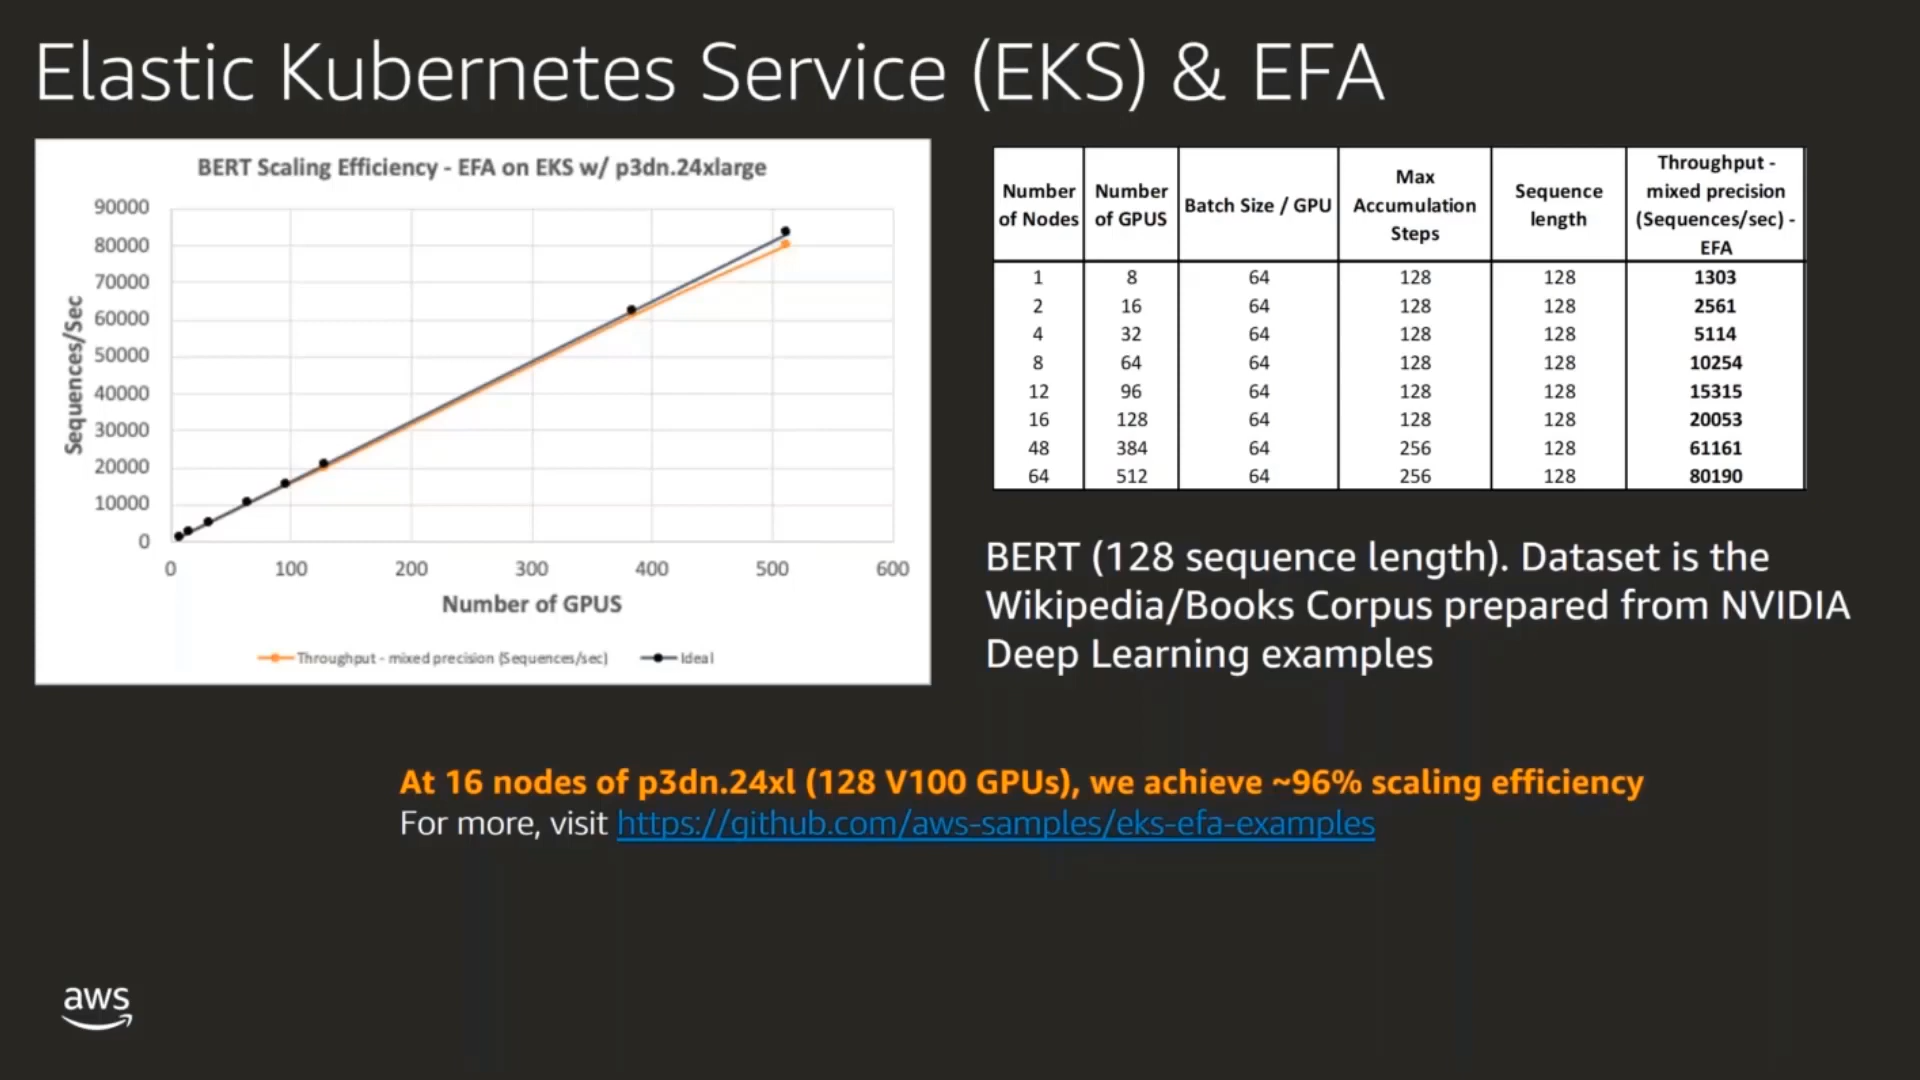 Elastic Kubernetes Service (EKS) & EFA
BERT Scaling Efficiency - EFA on EKS w/ p3dn.24xlarge
Sequences/Sec
90000
80000
70000
60000
50000
40000
30000
20000
10000
0
0 100 200 300 400 500 600
Number of GPUS
Throughput - mixed precision (Sequences/sec) Ideal
Number of Nodes Number of GPUS Batch Size / GPU Max Accumulation Steps Sequence length Throughput - mixed precision (Sequences/sec) - EFA
1 8 64 128 128 1303
2 16 64 128 128 2561
4 32 64 128 128 5114
8 64 64 128 128 10254
12 96 64 128 128 15315
16 128 64 128 128 20053
48 384 64 256 128 61161
64 512 64 256 128 80190
BERT (128 sequence length). Dataset is the
Wikipedia/Books Corpus prepared from NVIDIA
Deep Learning examples
At 16 nodes of p3dn.24xl (128 V100 GPUs), we achieve ~96% scaling efficiency
For more, visit https://github.com/aws-samples/eks-efa-examples
aws